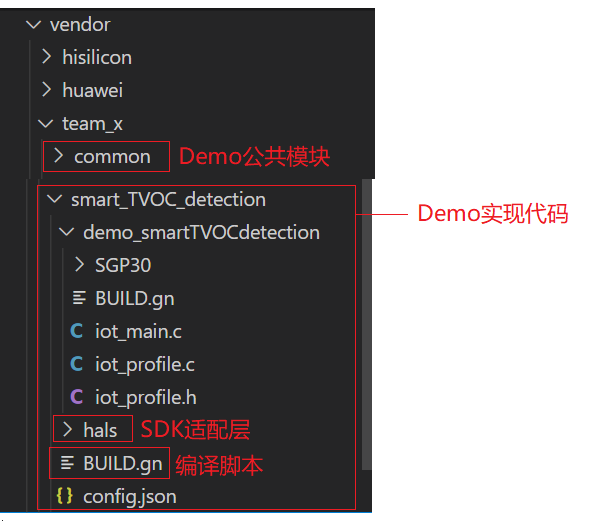 vendor
hisilicon
huawei
team_x
common Demo公共模块
smart_TVOC_detection
Demo实现代码
demo_smartTVOCdetection
SGP30
BUILD.gn
C iot_main.c
C iot_profile.c
C iot_profile.h
hals SDK适配层
BUILD.gn 编译脚本
{} config.json